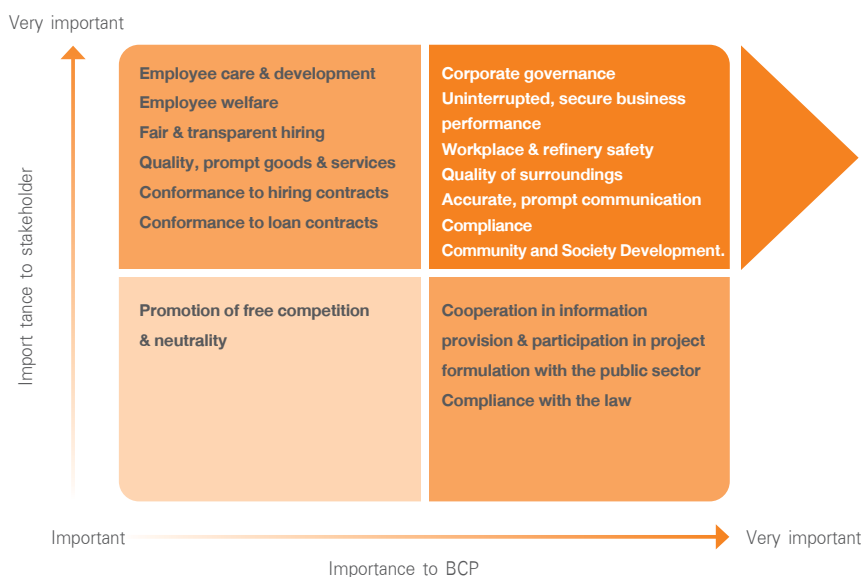 Very important
Employee care & development
Employee welfare
Fair & transparent hiring
Quality, prompt goods & services
Conformance to hiring contracts
Conformance to loan contracts
Corporate governance
Uninterrupted, secure business
performance
Workplace & refinery safety
Quality of surroundings
Accurate, prompt communication
Compliance
Community and Society Development.
Import tance to stakeholder
Promotion of free competition
& neutrality
Cooperation in information
provision & participation in project
formulation with the public sector
Compliance with the law
Important
Very important
Importance to BCP